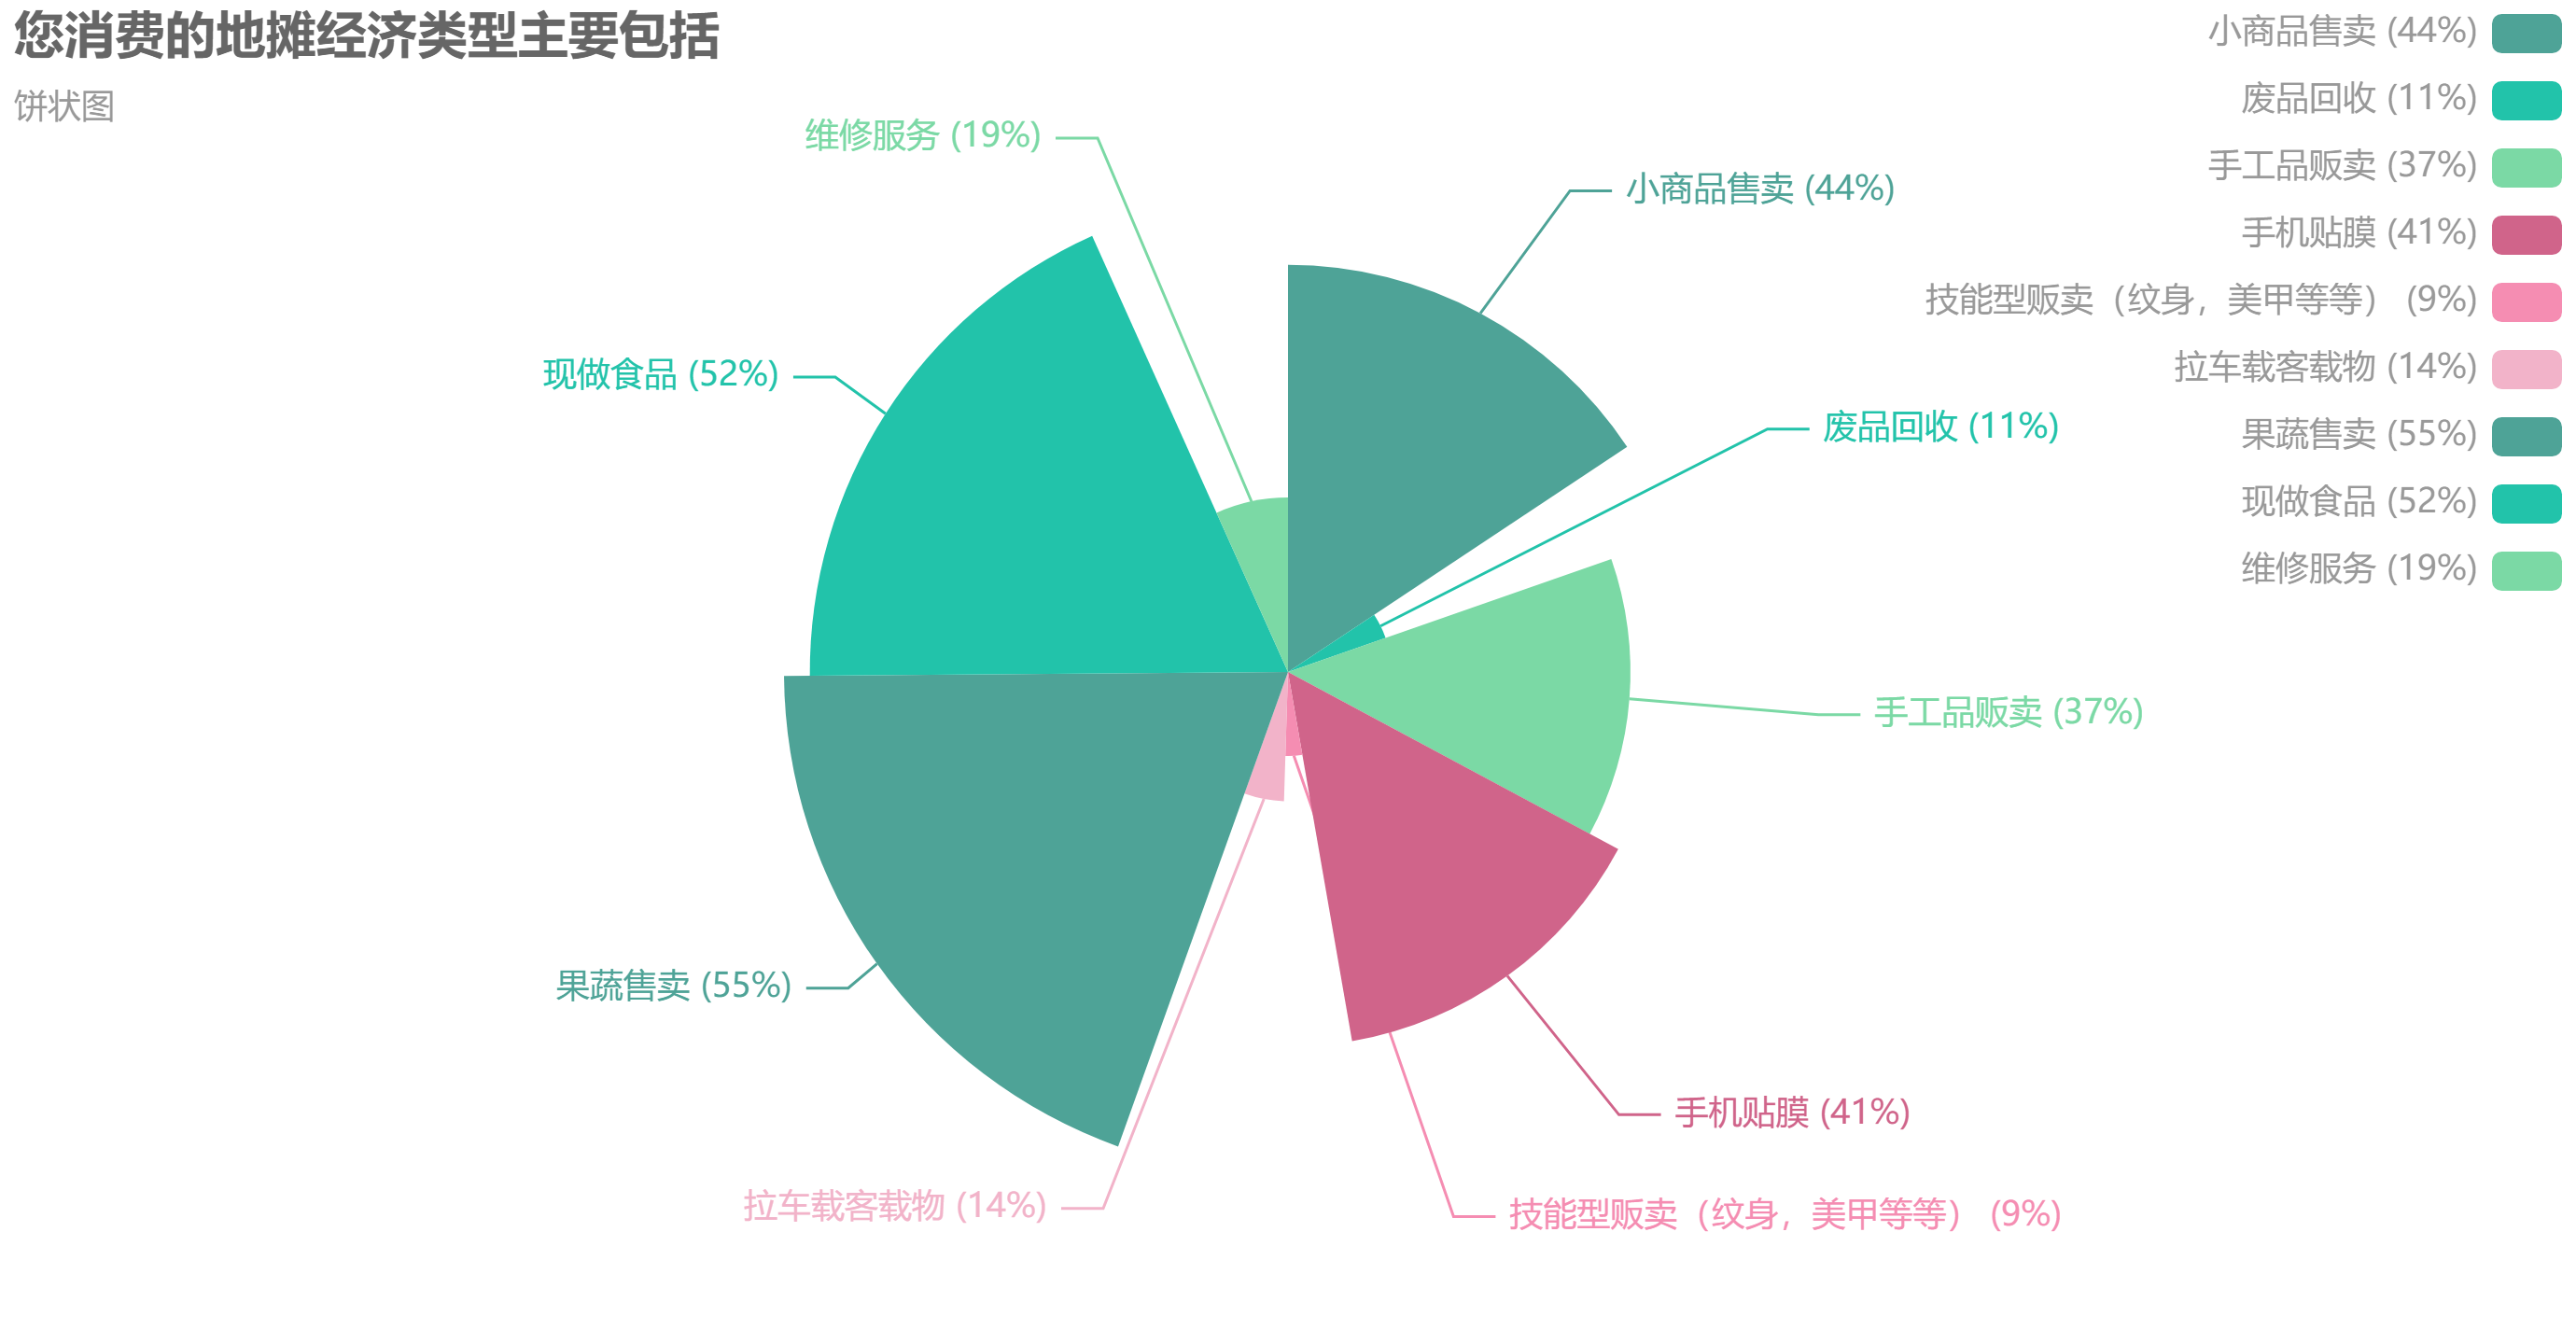 您消费的地摊经济类型主要包括
饼状图
小商品售卖 (44%)
废品回收 (11%)
手工品贩卖 (37%)
手机贴膜 (41%)
技能型贩卖（纹身，美甲等等） (9%)
拉车载客载物 (14%)
果蔬售卖 (55%)
现做食品 (52%)
维修服务 (19%)
维修服务 (19%)
小商品售卖 (44%)
现做食品 (52%)
废品回收 (11%)
手工品贩卖 (37%)
果蔬售卖 (55%)
手机贴膜 (41%)
拉车载客载物 (14%)
技能型贩卖（纹身，美甲等等） (9%)